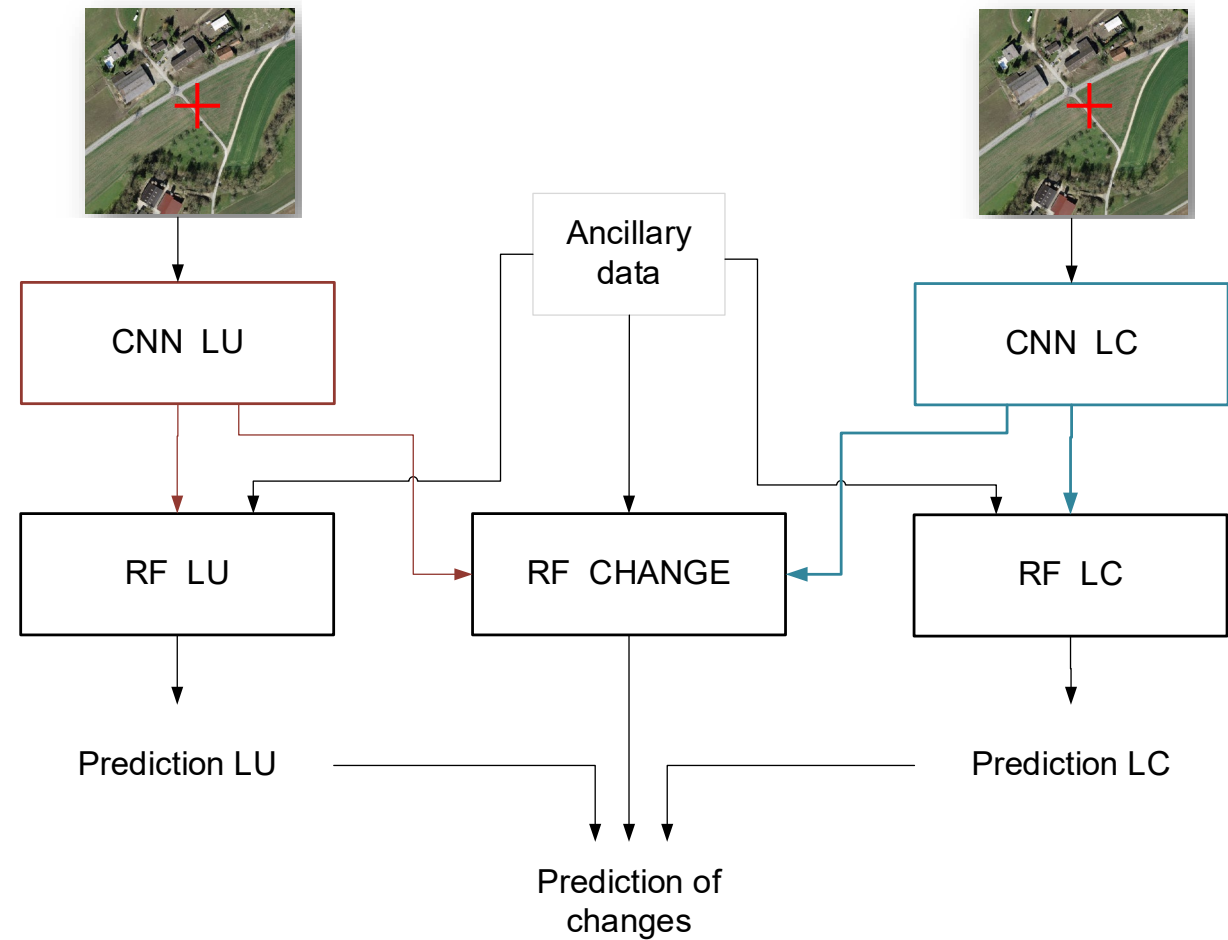 Ancillary
data
CNN LU
CNN LC
RF LU
RF CHANGE
RF LC
Prediction LU
Prediction LC
Prediction of
changes